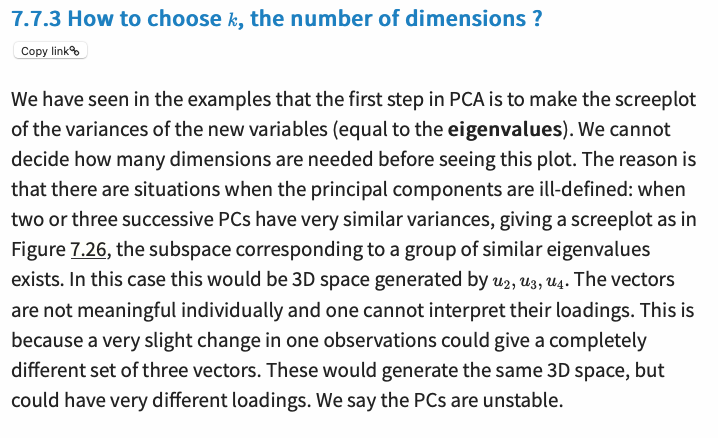 7.7.3 How to choose k, the number of dimensions ?
Copy link
We have seen in the examples that the first step in PCA is to make the screeplot
of the variances of the new variables (equal to the eigenvalues). We cannot
decide how many dimensions are needed before seeing this plot. The reason is
that there are situations when the principal components are ill-defined: when
two or three successive PCs have very similar variances, giving a screeplot as in
Figure 7.26, the subspace corresponding to a group of similar eigenvalues
exists. In this case this would be 3D space generated by u₂, u₃, u₄. The vectors
are not meaningful individually and one cannot interpret their loadings. This is
because a very slight change in one observations could give a completely
different set of three vectors. These would generate the same 3D space, but
could have very different loadings. We say the PCs are unstable.